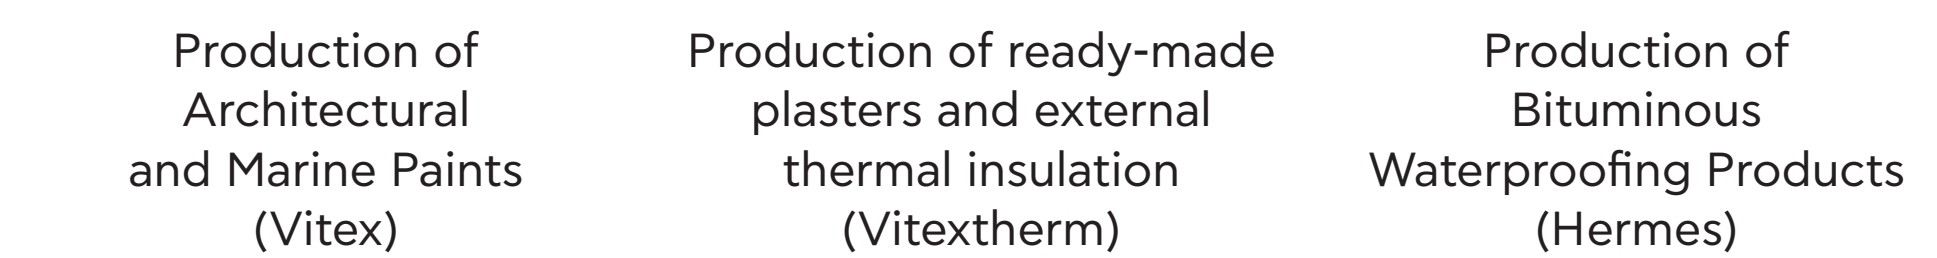 Production of
Architectural
and Marine Paints
(Vitex)
Production of ready-made
plasters and external
thermal insulation
(Vitextherm)
Production of
Bituminous
Waterproofing Products
(Hermes)